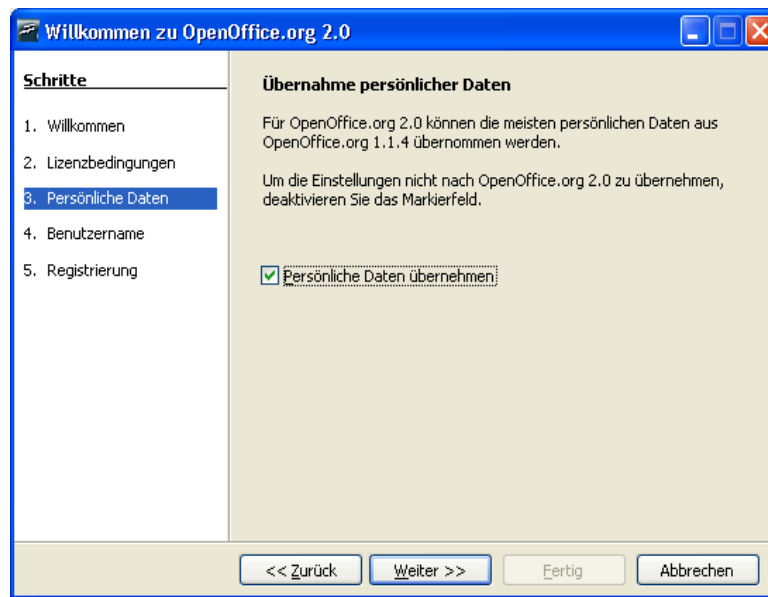 Willkommen zu OpenOffice.org 2.0
Schritte
1. Willkommen
2. Lizenzbedingungen
3. Persönliche Daten
4. Benutzername
5. Registrierung
Übernahme persönlicher Daten
Für OpenOffice.org 2.0 können die meisten persönlichen Daten aus
OpenOffice.org 1.1.4 übernommen werden.
Um die Einstellungen nicht nach OpenOffice.org 2.0 zu übernehmen,
deaktivieren Sie das Markierfeld.
Persönliche Daten übernehmen
<< Zurück
Weiter >>
Fertig
Abbrechen